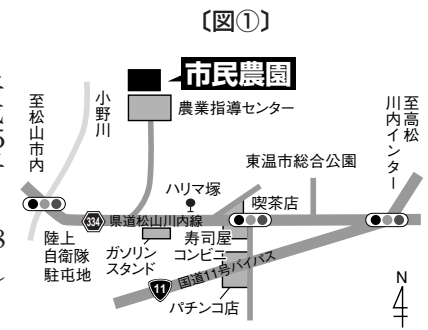 〔図①〕
市民農園
農業指導センター
小野川
至松山市内
至高松
川内インター
東温市総合公園
ハリマ塚
喫茶店
334
県道松山川内線
陸上
自衛隊
駐屯地
ガソリン
スタンド
寿司屋
コンビニ
国道11号バイパス
11
パチンコ店
N